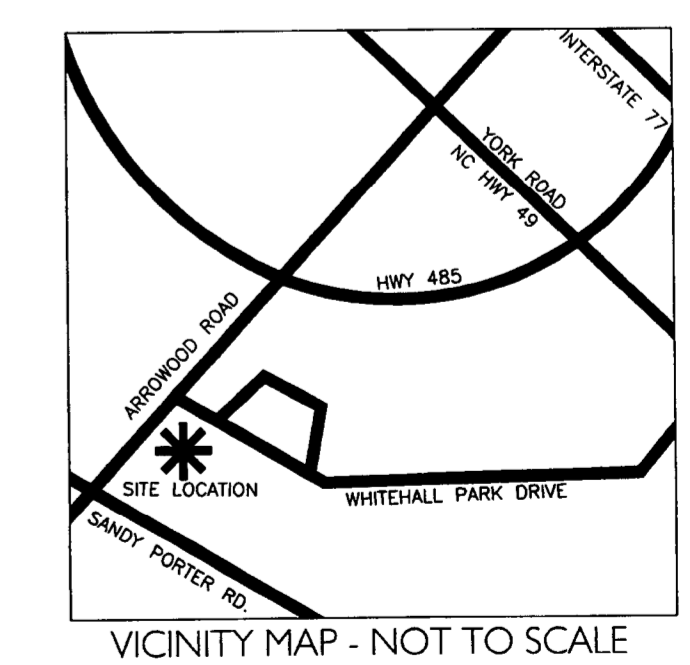 INTERSTATE 77
YORK ROAD
NC HWY 49
HWY 485
ARROWOOD ROAD
SITE LOCATION
WHITEHALL PARK DRIVE
SANDY PORTER RD.
VICINITY MAP - NOT TO SCALE